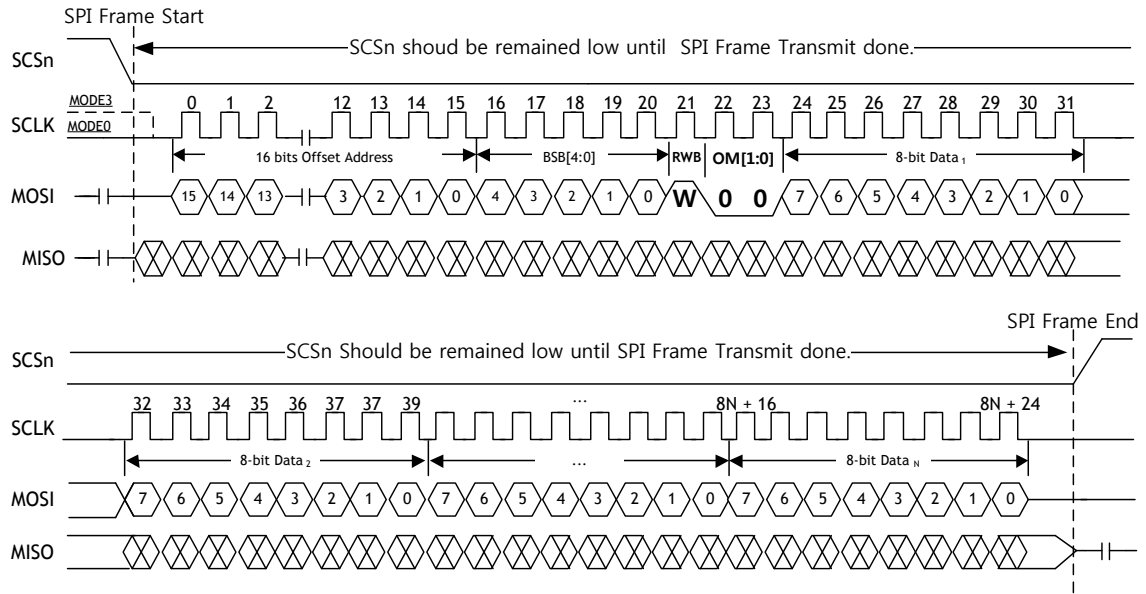 SPI Frame Start
SCSn
SCSn shoud be remained low until SPI Frame Transmit done.
MODE3
SCLK
MODE0
0 1 2 12 13 14 15 16 17 18 19 20 21 22 23 24 25 26 27 28 29 30 31
16 bits Offset Address BSB[4:0] RWB OM[1:0] 8-bit Data 1
MOSI 15 14 13 3 2 1 0 4 3 2 1 0 W 0 0 7 6 5 4 3 2 1 0
MISO
SPI Frame End
SCSn
SCSn Should be remained low until SPI Frame Transmit done.
SCLK
32 33 34 35 36 37 37 39 ... 8N + 16 8N + 24
8-bit Data 2 ... 8-bit Data N
MOSI 7 6 5 4 3 2 1 0 7 6 5 4 3 2 1 0 7 6 5 4 3 2 1 0
MISO